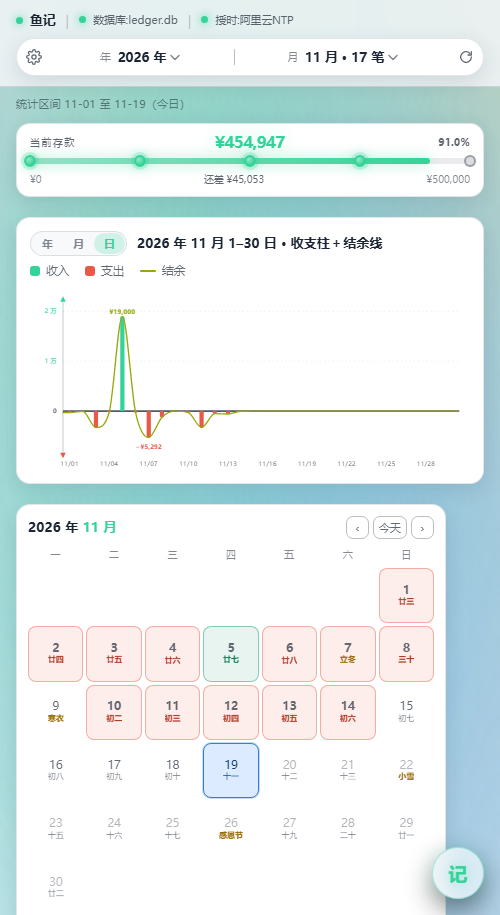 鱼记 数据库:ledger.db 授时:阿里云NTP
年 2026 年 月 11 月 • 17 笔
统计区间 11-01 至 11-19（今日）
当前存款 ¥454,947 91.0%
¥0 还差 ¥45,053 ¥500,000
年 月 日 2026 年 11 月 1–30 日 • 收支柱 + 结余线
收入 支出 结余
¥19,000
2 万
1 万
0
-¥5,292
11/01 11/04 11/07 11/10 11/13 11/16 11/19 11/22 11/25 11/28
2026 年 11 月 ‹ 今天 ›
一 二 三 四 五 六 日
1
廿三
2 3 4 5 6 7 8
廿四 廿五 廿六 廿七 廿八 立冬 三十
9 10 11 12 13 14 15
寒衣 初二 初三 初四 初五 初六 初七
16 17 18 19 20 21 22
初八 初九 初十 十一 十二 十三 小雪
23 24 25 26 27 28 29
十五 十六 十七 感恩节 十九 二十 廿一
30
廿二
记